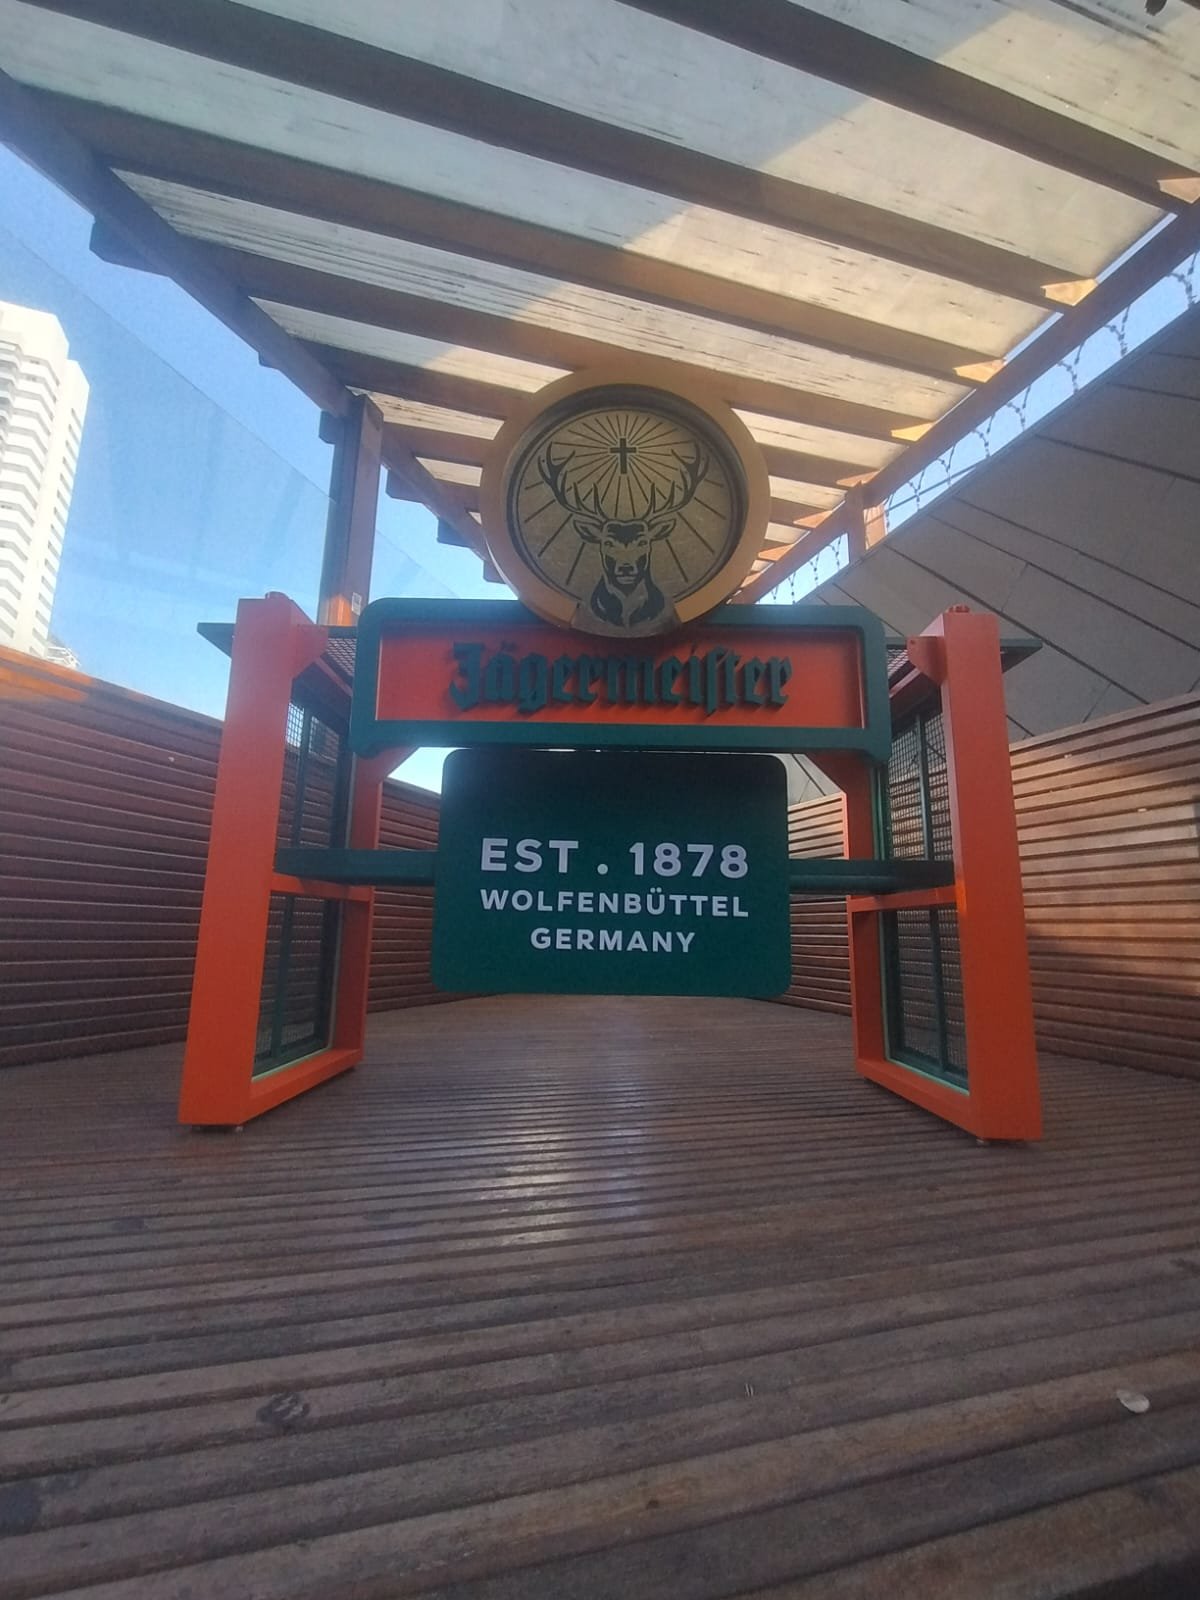 Jägermeiſter
EST . 1878
WOLFENBÜTTEL
GERMANY